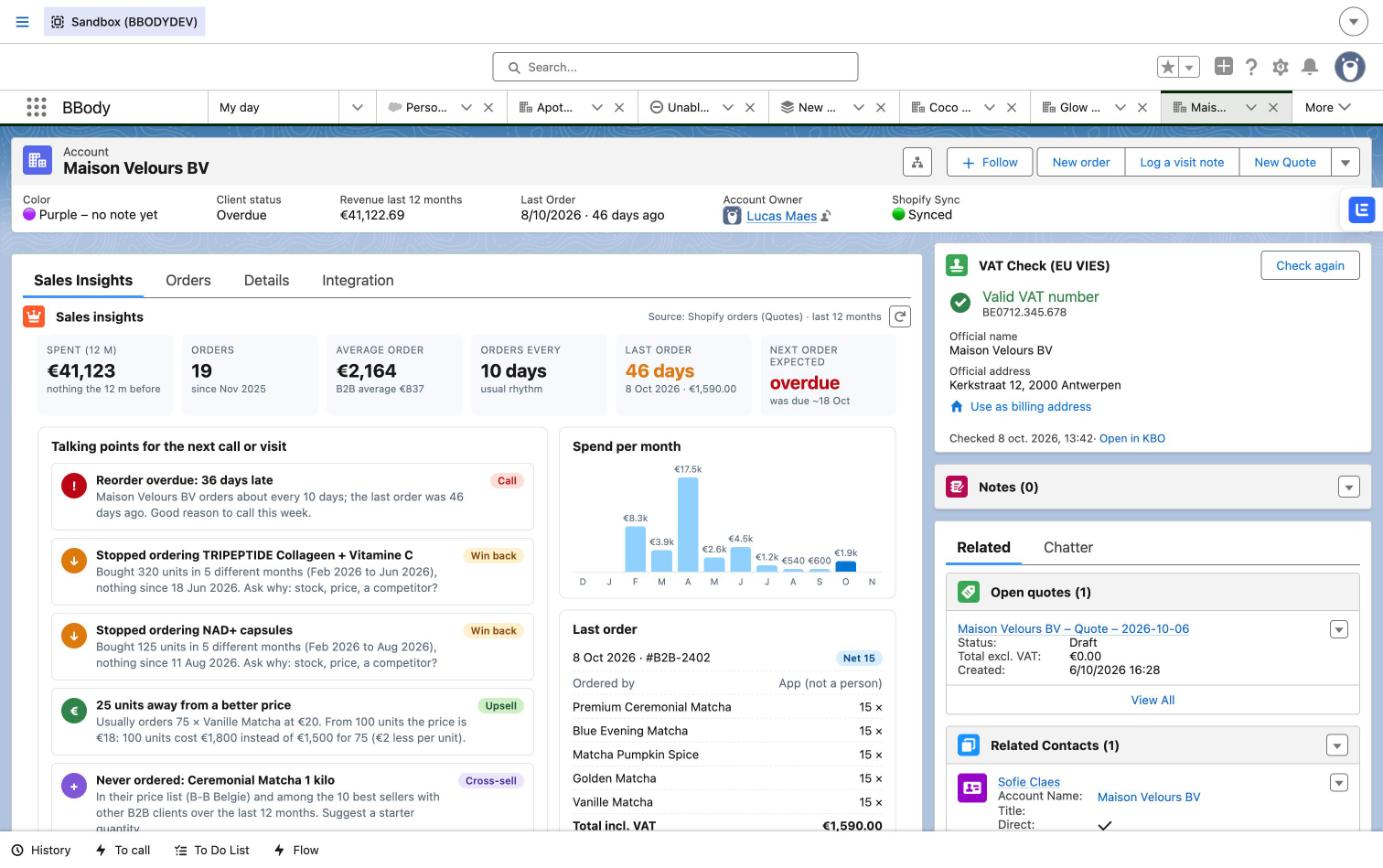 Sandbox (BBODYDEV)
Search...
BBody
My day
Perso...
Apot...
Unabl...
New ...
Coco ...
Glow ...
Mais...
More
Account
Maison Velours BV
Follow
New order
Log a visit note
New Quote
Color
Purple – no note yet
Client status
Overdue
Revenue last 12 months
€41,122.69
Last Order
8/10/2026 · 46 days ago
Account Owner
Lucas Maes
Shopify Sync
Synced
Sales Insights
Orders
Details
Integration
Sales insights
Source: Shopify orders (Quotes) · last 12 months
SPENT (12 M)
€41,123
nothing the 12 m before
ORDERS
19
since Nov 2025
AVERAGE ORDER
€2,164
B2B average €837
ORDERS EVERY
10 days
usual rhythm
LAST ORDER
46 days
8 Oct 2026 · €1,590.00
NEXT ORDER
EXPECTED
overdue
was due ~18 Oct
Talking points for the next call or visit
Reorder overdue: 36 days late
Call
Maison Velours BV orders about every 10 days; the last order was 46
days ago. Good reason to call this week.
Stopped ordering TRIPEPTIDE Collageen + Vitamine C
Win back
Bought 320 units in 5 different months (Feb 2026 to Jun 2026),
nothing since 18 Jun 2026. Ask why: stock, price, a competitor?
Stopped ordering NAD+ capsules
Win back
Bought 125 units in 5 different months (Feb 2026 to Aug 2026),
nothing since 11 Aug 2026. Ask why: stock, price, a competitor?
25 units away from a better price
Upsell
Usually orders 75 × Vanille Matcha at €20. From 100 units the price is
€18: 100 units cost €1,800 instead of €1,500 for 75 (€2 less per unit).
Never ordered: Ceremonial Matcha 1 kilo
Cross-sell
In their price list (B-B Belgie) and among the 10 best sellers with
other B2B clients over the last 12 months. Suggest a starter
quantity.
Spend per month
€8.3k
€3.9k
€17.5k
€2.6k
€4.5k
€1.2k
€540
€600
€1.9k
D J F M A M J J A S O N
Last order
8 Oct 2026 · #B2B-2402
Net 15
Ordered by
App (not a person)
Premium Ceremonial Matcha
15 ×
Blue Evening Matcha
15 ×
Matcha Pumpkin Spice
15 ×
Golden Matcha
15 ×
Vanille Matcha
15 ×
Total incl. VAT
€1,590.00
VAT Check (EU VIES)
Check again
Valid VAT number
BE0712.345.678
Official name
Maison Velours BV
Official address
Kerkstraat 12, 2000 Antwerpen
Use as billing address
Checked 8 oct. 2026, 13:42· Open in KBO
Notes (0)
Related
Chatter
Open quotes (1)
Maison Velours BV – Quote – 2026-10-06
Status:
Draft
Total excl. VAT:
€0.00
Created:
6/10/2026 16:28
View All
Related Contacts (1)
Sofie Claes
Account Name:
Maison Velours BV
Title:
Direct:
History
To call
To Do List
Flow